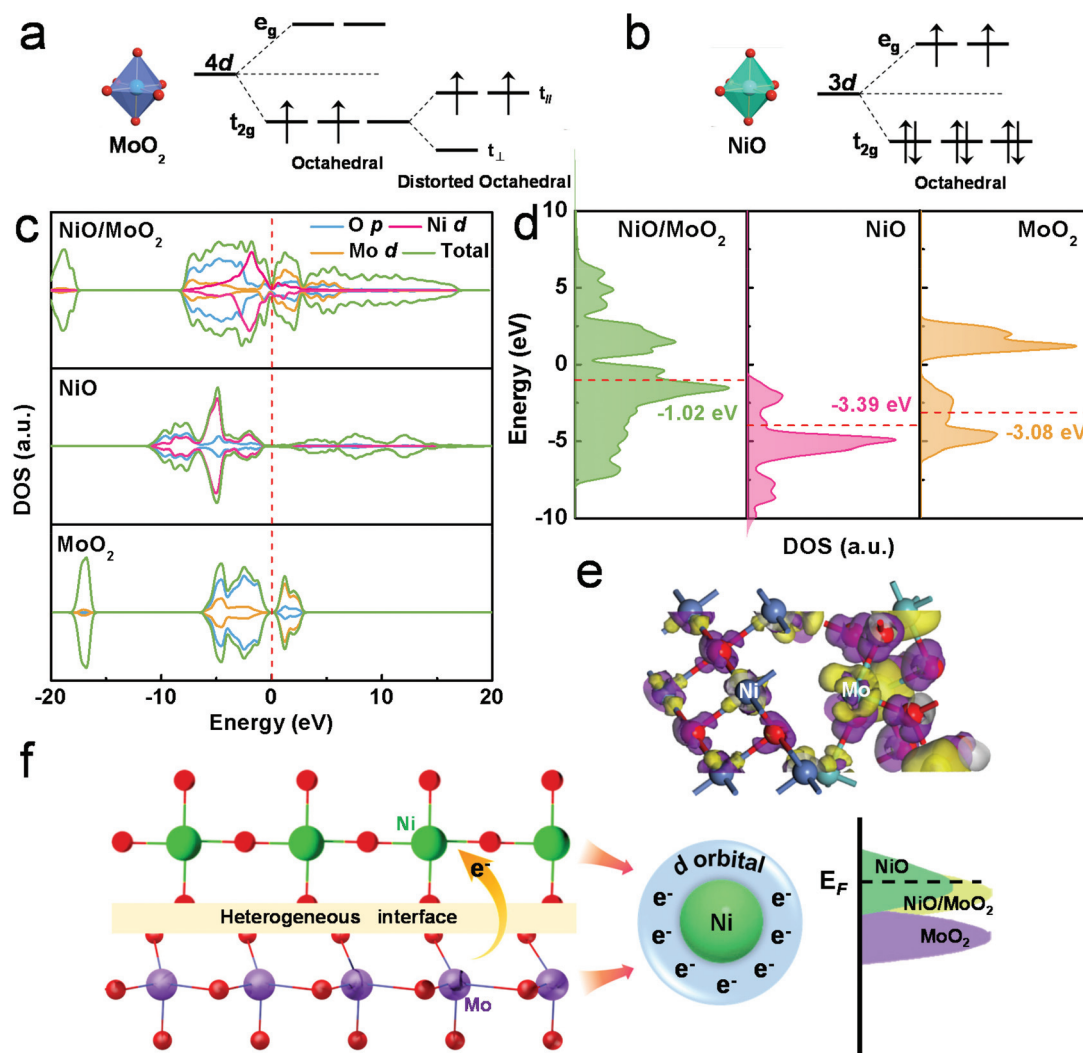 a
MoO2
4d
eg
t2g
Octahedral
t//
t⊥
Distorted Octahedral
b
NiO
3d
eg
t2g
Octahedral
c
NiO/MoO2
O p
Ni d
Mo d
Total
NiO
MoO2
DOS (a.u.)
-20 -10 0 10 20
Energy (eV)
d
NiO/MoO2
NiO
MoO2
10
5
0
-5
-10
Energy (eV)
-1.02 eV
-3.39 eV
-3.08 eV
DOS (a.u.)
e
Ni
Mo
f
Ni
e-
Heterogeneous interface
Mo
d orbital
e- e-
e- e-
e- e-
e-
Ni
EF
NiO
NiO/MoO2
MoO2